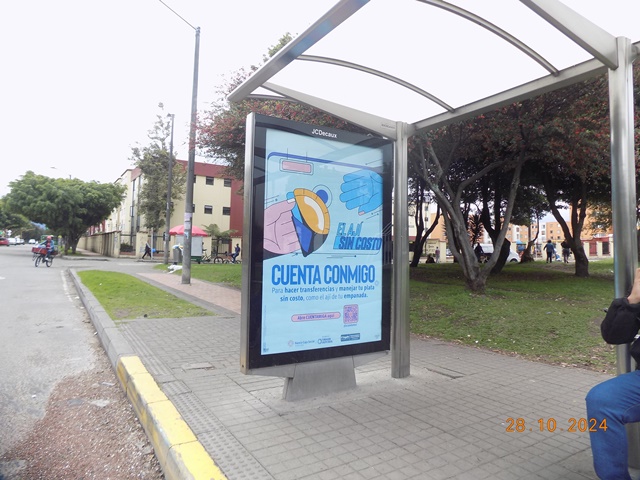 JCDecaux
EL AJÍ
SIN COSTO
CUENTA CONMIGO
Para hacer transferencias y manejar tu plata
sin costo, como el ají de tu empanada.
28.10.2024